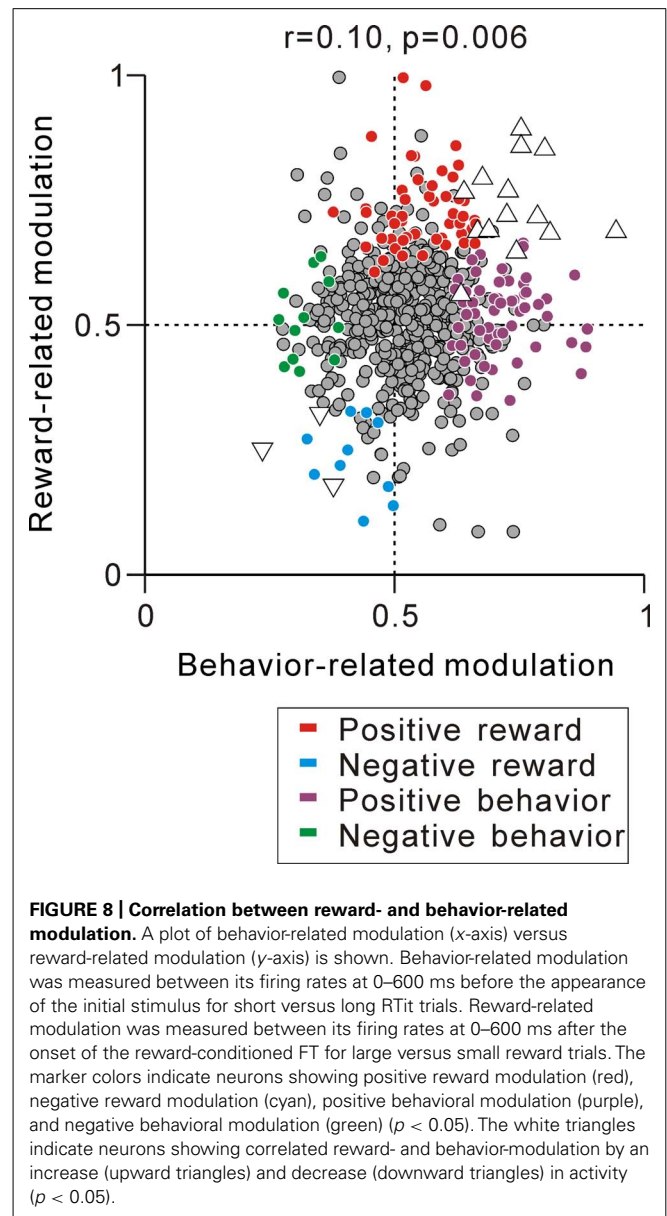 r=0.10, p=0.006
1
Reward-related modulation
0.5
0
0
0.5
1
Behavior-related modulation
Positive reward
Negative reward
Positive behavior
Negative behavior
FIGURE 8 | Correlation between reward- and behavior-related
modulation. A plot of behavior-related modulation (x-axis) versus
reward-related modulation (y-axis) is shown. Behavior-related modulation
was measured between its firing rates at 0–600 ms before the appearance
of the initial stimulus for short versus long RTit trials. Reward-related
modulation was measured between its firing rates at 0–600 ms after the
onset of the reward-conditioned FT for large versus small reward trials. The
marker colors indicate neurons showing positive reward modulation (red),
negative reward modulation (cyan), positive behavioral modulation (purple),
and negative behavioral modulation (green) (p < 0.05). The white triangles
indicate neurons showing correlated reward- and behavior-modulation by an
increase (upward triangles) and decrease (downward triangles) in activity
(p < 0.05).